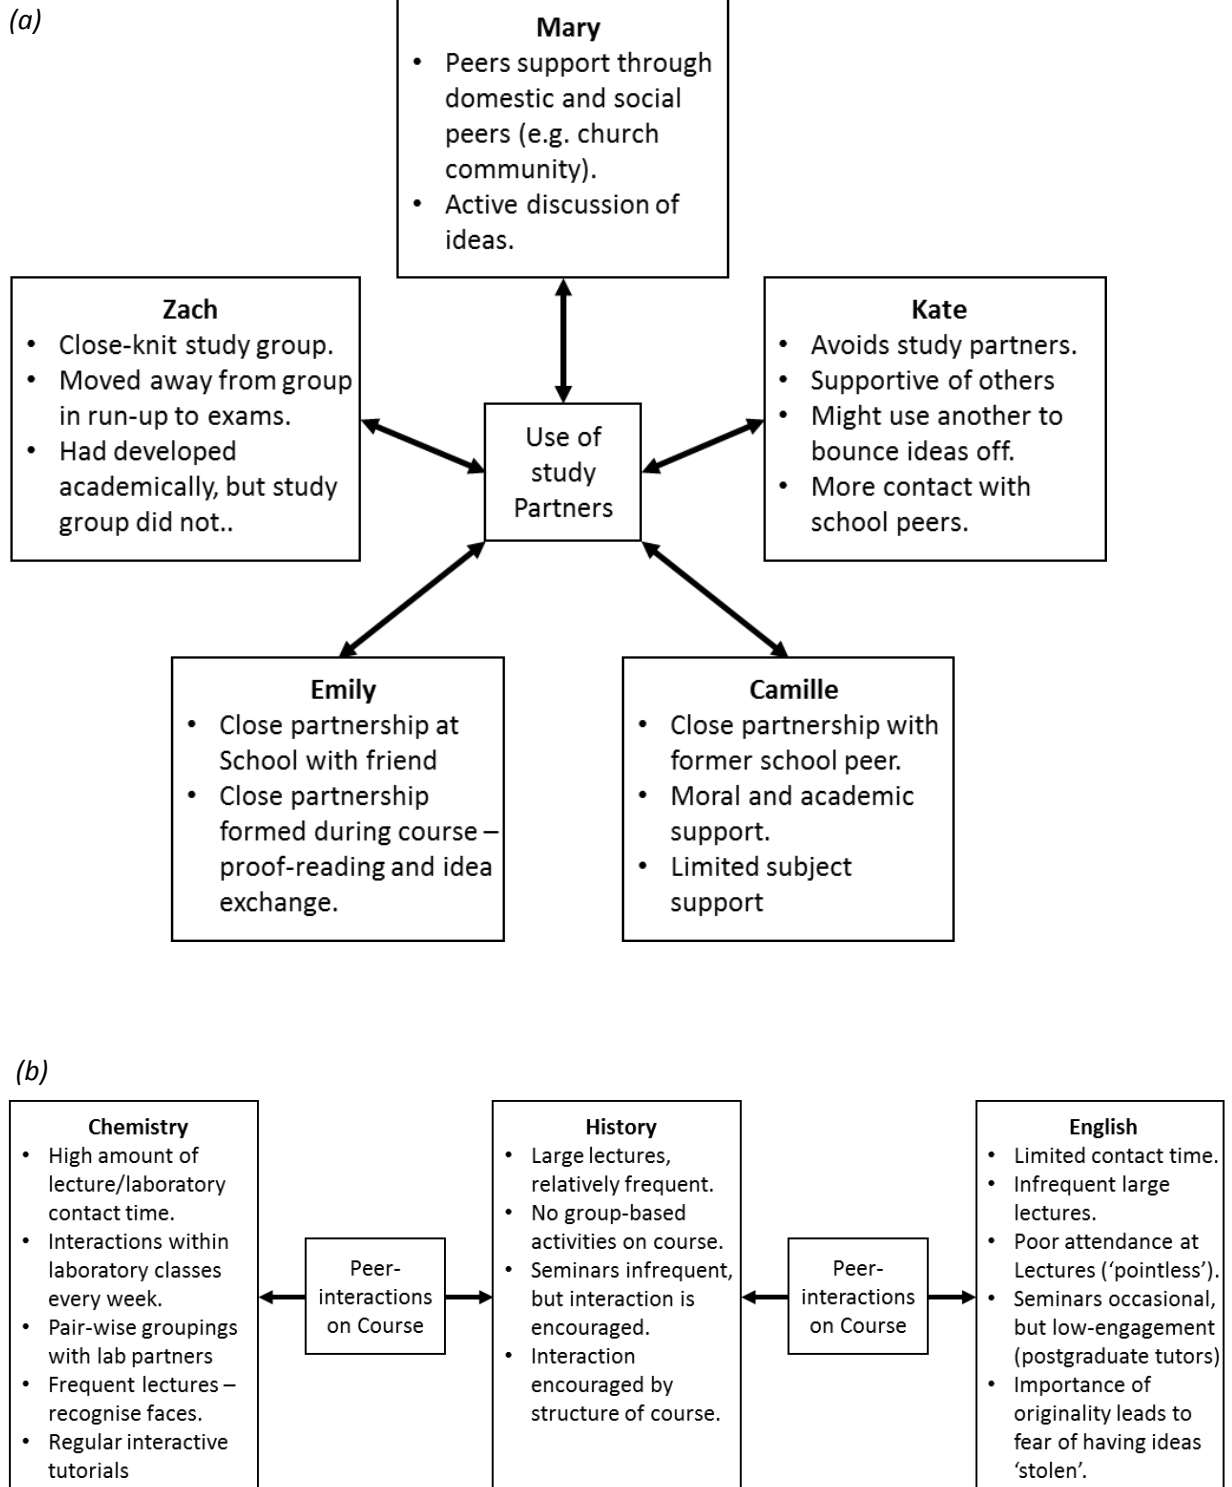 (a)
Mary
• Peers support through
domestic and social
peers (e.g. church
community).
• Active discussion of
ideas.
Zach
• Close-knit study group.
• Moved away from group
in run-up to exams.
• Had developed
academically, but study
group did not..
Use of
study
Partners
Kate
• Avoids study partners.
• Supportive of others
• Might use another to
bounce ideas off.
• More contact with
school peers.
Emily
• Close partnership at
School with friend
• Close partnership
formed during course –
proof-reading and idea
exchange.
Camille
• Close partnership with
former school peer.
• Moral and academic
support.
• Limited subject
support
(b)
Chemistry
• High amount of
lecture/laboratory
contact time.
• Interactions within
laboratory classes
every week.
• Pair-wise groupings
with lab partners
• Frequent lectures –
recognise faces.
• Regular interactive
tutorials
Peer-
interactions
on Course
History
• Large lectures,
relatively frequent.
• No group-based
activities on course.
• Seminars infrequent,
but interaction is
encouraged.
• Interaction
encouraged by
structure of course.
Peer-
interactions
on Course
English
• Limited contact time.
• Infrequent large
lectures.
• Poor attendance at
Lectures (‘pointless’).
• Seminars occasional,
but low-engagement
(postgraduate tutors)
• Importance of
originality leads to
fear of having ideas
‘stolen’.